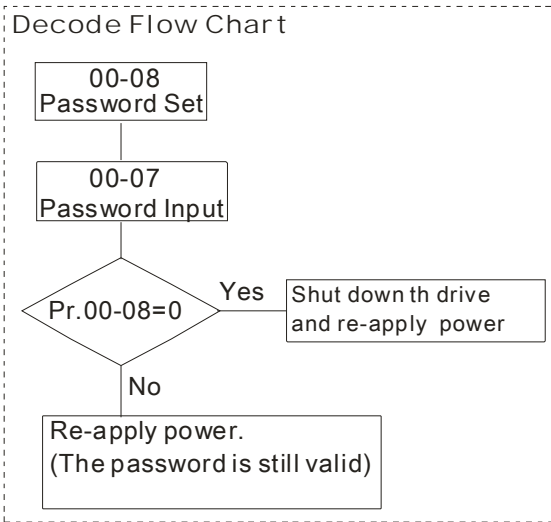 Decode Flow Chart
00-08
Password Set
00-07
Password Input
Pr.00-08=0
Yes
Shut down th drive
and re-apply power
No
Re-apply power.
(The password is still valid)